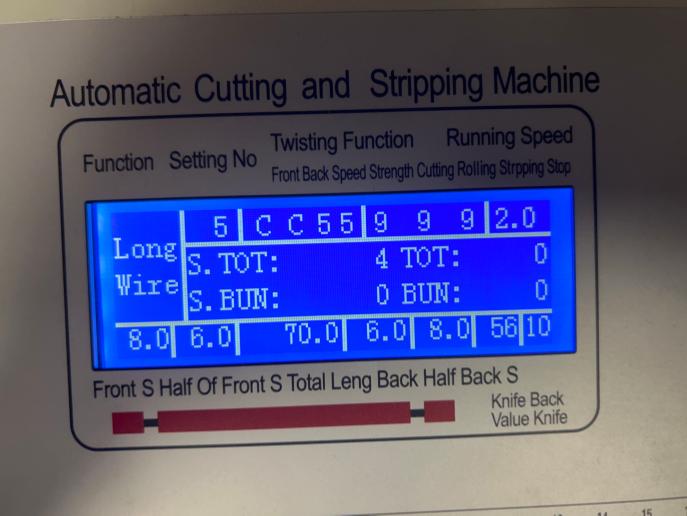 Automatic Cutting and Stripping Machine
Function Setting No Twisting Function Running Speed
Front Back Speed Strength Cutting Rolling Strpping Stop
5 C C 5 5 9 9 9 2.0
Long Wire
S. TOT: 4 TOT: 0
S. BUN: 0 BUN: 0
8.0 6.0 70.0 6.0 8.0 56 10
Front S Half Of Front S Total Leng Back Half Back S
Knife Back
Value Knife
14 15